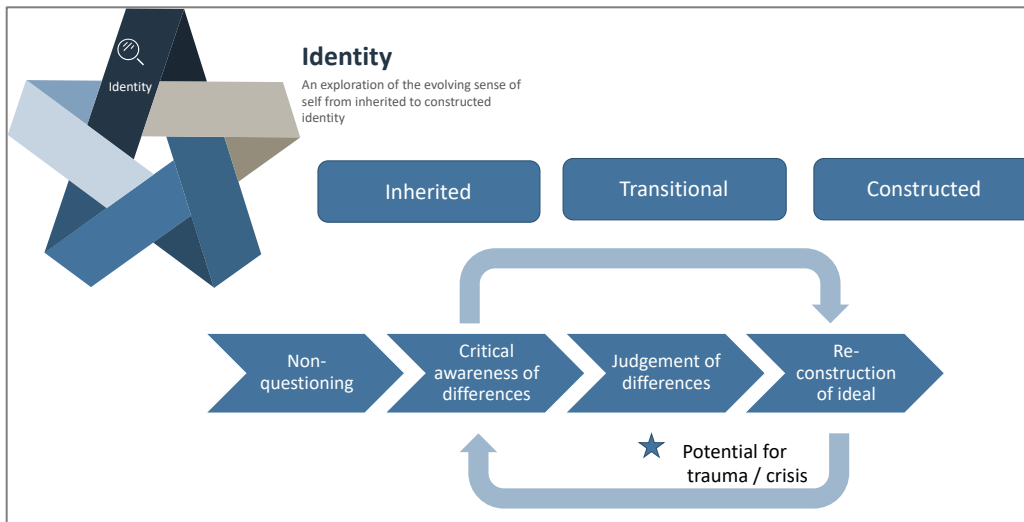 Identity
Identity
An exploration of the evolving sense of
self from inherited to constructed
identity
Inherited
Transitional
Constructed
Non-
questioning
Critical
awareness of
differences
Judgement of
differences
Re-
construction
of ideal
Potential for
trauma / crisis